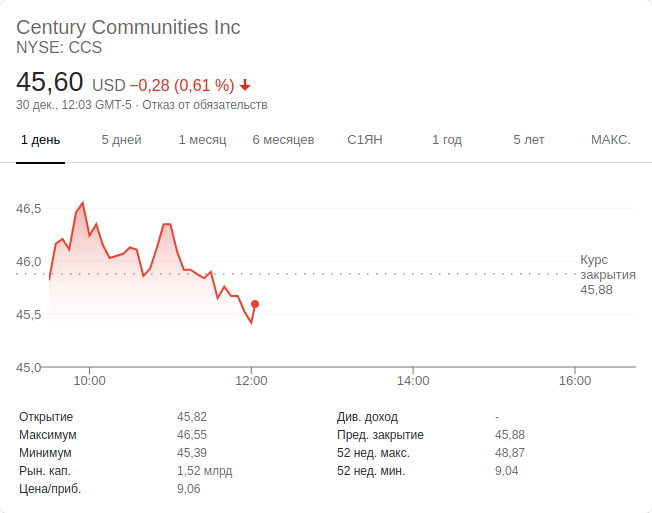 Century Communities Inc
NYSE: CCS
45,60 USD −0,28 (0,61 %)
30 дек., 12:03 GMT-5 · Отказ от обязательств
1 день 5 дней 1 месяц 6 месяцев С1ЯН 1 год 5 лет МАКС.
46,5
46,0
Курс
закрытия
45,88
45,5
45,0
10:00 12:00 14:00 16:00
Открытие 45,82 Див. доход -
Максимум 46,55 Пред. закрытие 45,88
Минимум 45,39 52 нед. макс. 48,87
Рын. кап. 1,52 млрд 52 нед. мин. 9,04
Цена/приб. 9,06